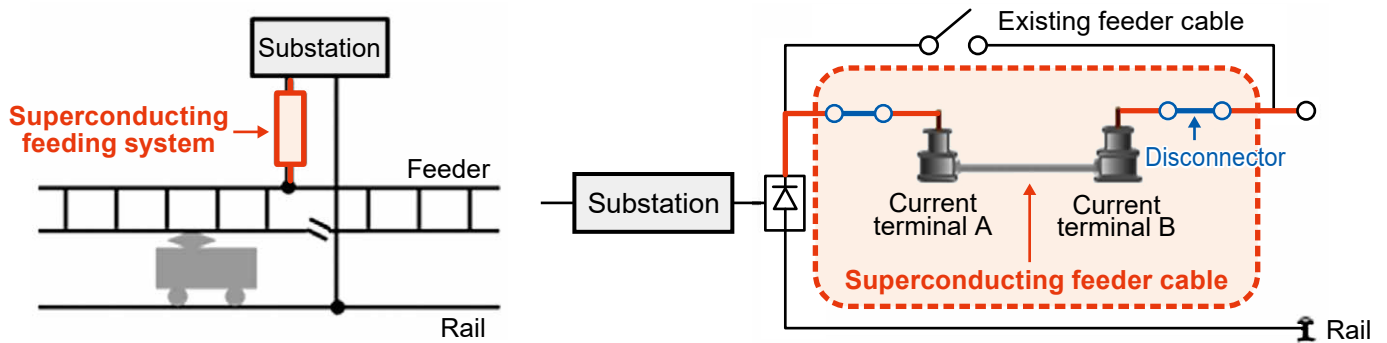 Substation
Superconducting
feeding system
Feeder
Rail
Existing feeder cable
Disconnector
Substation
Current
terminal A
Current
terminal B
Superconducting feeder cable
Rail